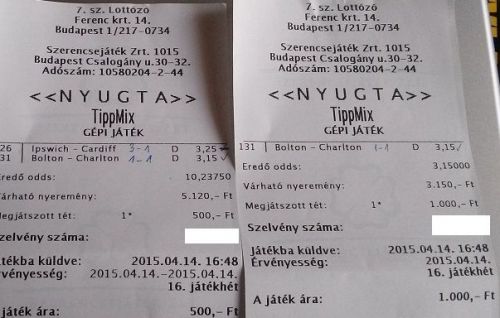 7. sz. Lottózó
Ferenc krt. 14.
Budapest 1/217-0734
Szerencsejáték Zrt. 1015
Budapest Csalogány u.30-32.
Adószám: 10580204-2-44
<<NYUGTA>>
TippMix
GÉPI JÁTÉK
26 Ipswich - Cardiff 3-1 D 3,25
31 Bolton - Charlton 1-1 D 3,15
Eredő odds: 10,23750
Várható nyeremény: 5.120,- Ft
Megjátszott tét: 1* 500,- Ft
Szelvény száma:
átékba küldve: 2015.04.14. 16:48
rvényesség: 2015.04.14.-2015.04.14.
16. játékhét
játék ára: 500,- Ft
7. sz. Lottózó
Ferenc krt. 14.
Budapest 1/217-0734
Szerencsejáték Zrt. 1015
Budapest Csalogány u.30-32.
Adószám: 10580204-2-44
<<NYUGTA>>
TippMix
GÉPI JÁTÉK
131 Bolton - Charlton 1-1 D 3,15
Eredő odds: 3,15000
Várható nyeremény: 3.150,- Ft
Megjátszott tét: 1* 1.000,- Ft
Szelvény száma:
Játékba küldve: 2015.04.14. 16:48
Érvényesség: 2015.04.14.
16. játékhét
A játék ára: 1.000,- Ft